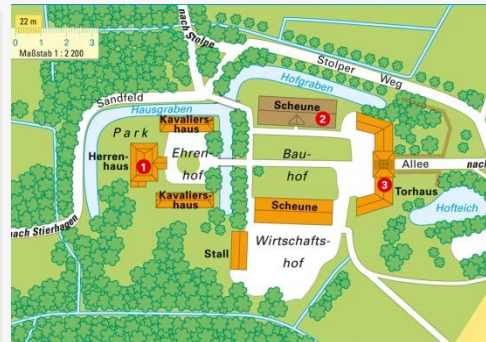 22 m
0 1 2 3
Maßstab 1 : 2 200
nach Stolpe
Stolper Weg
Hofgraben
Sandfeld
Hausgraben
Park
Kavaliers-
haus
Scheune
2
Herren-
haus
1
Ehren
hof
Bau-
hof
Allee
nach
3
Torhaus
Kavaliers-
haus
Scheune
Hofteich
nach Stierhagen
Stall
Wirtschafts-
hof